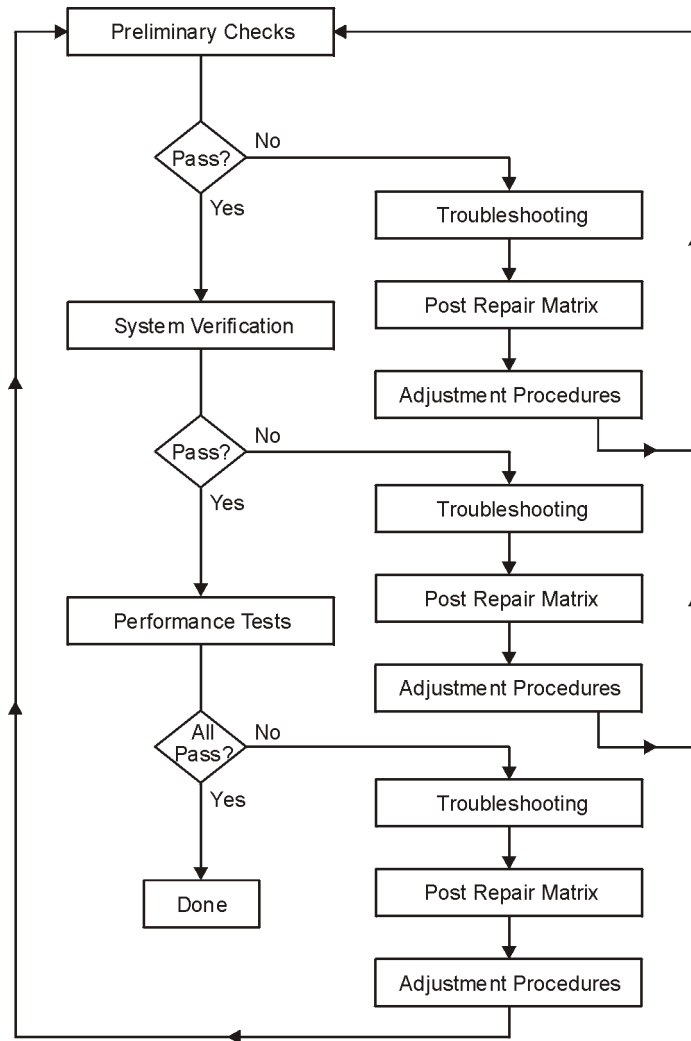 Preliminary Checks
Pass?
No
Yes
Troubleshooting
Post Repair Matrix
Adjustment Procedures
System Verification
Pass?
No
Yes
Troubleshooting
Post Repair Matrix
Adjustment Procedures
Performance Tests
All
Pass?
No
Yes
Troubleshooting
Post Repair Matrix
Adjustment Procedures
Done